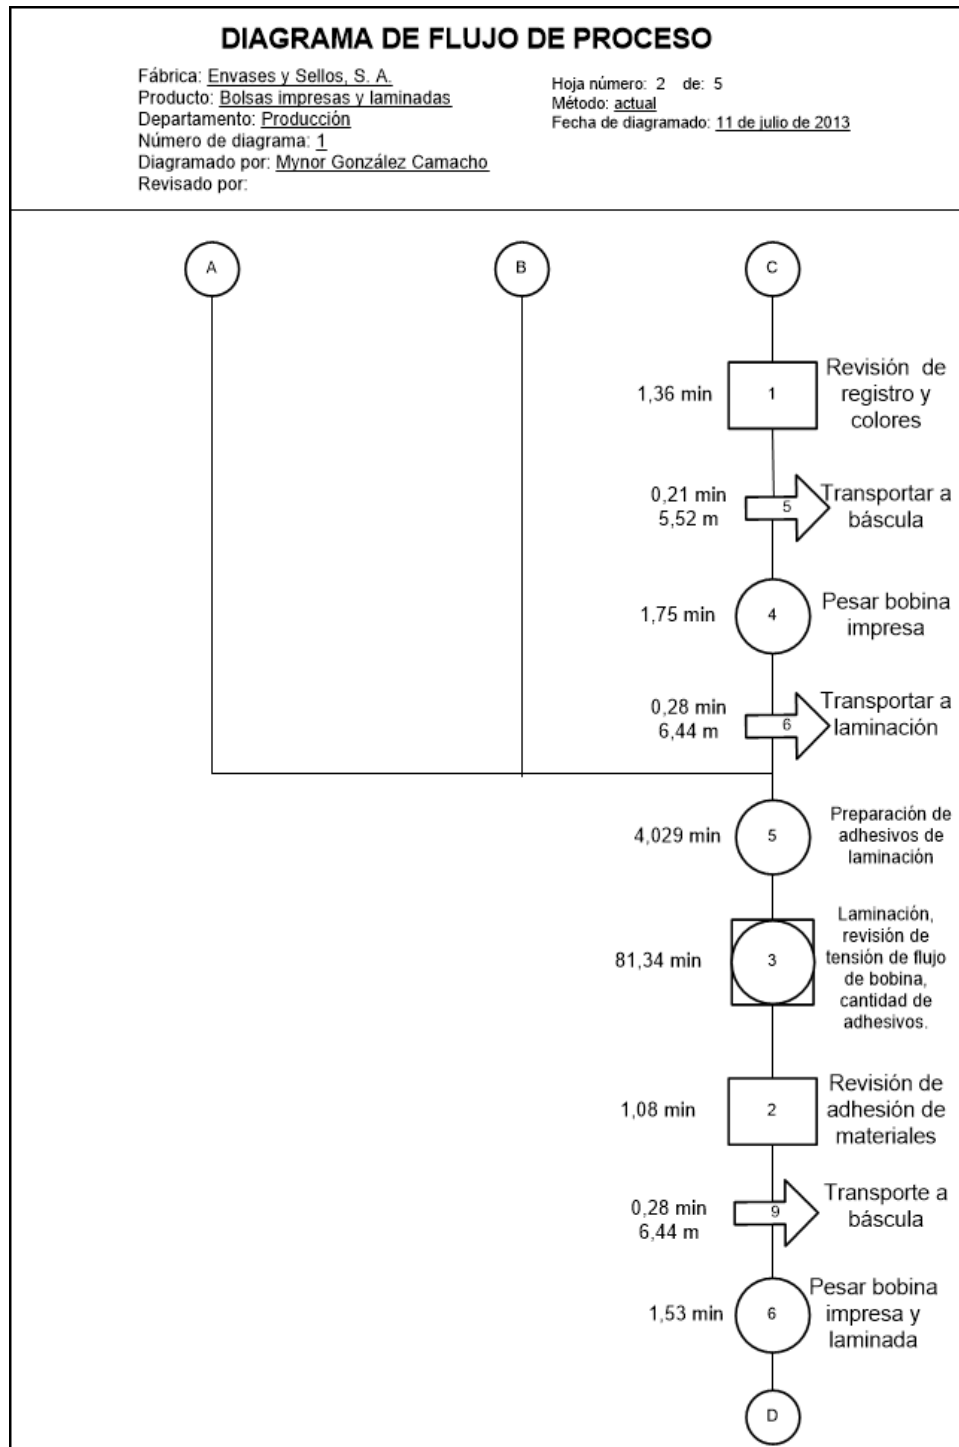 DIAGRAMA DE FLUJO DE PROCESO
Fábrica: Envases y Sellos, S. A.
Producto: Bolsas impresas y laminadas
Departamento: Producción
Número de diagrama: 1
Diagramado por: Mynor González Camacho
Revisado por:
Hoja número: 2 de: 5
Método: actual
Fecha de diagramado: 11 de julio de 2013
A
B
C
1,36 min
1
Revisión de
registro y
colores
0,21 min
5,52 m
5
Transportar a
báscula
1,75 min
4
Pesar bobina
impresa
0,28 min
6,44 m
6
Transportar a
laminación
4,029 min
5
Preparación de
adhesivos de
laminación
81,34 min
3
Laminación,
revisión de
tensión de flujo
de bobina,
cantidad de
adhesivos.
1,08 min
2
Revisión de
adhesión de
materiales
0,28 min
6,44 m
9
Transporte a
báscula
1,53 min
6
Pesar bobina
impresa y
laminada
D